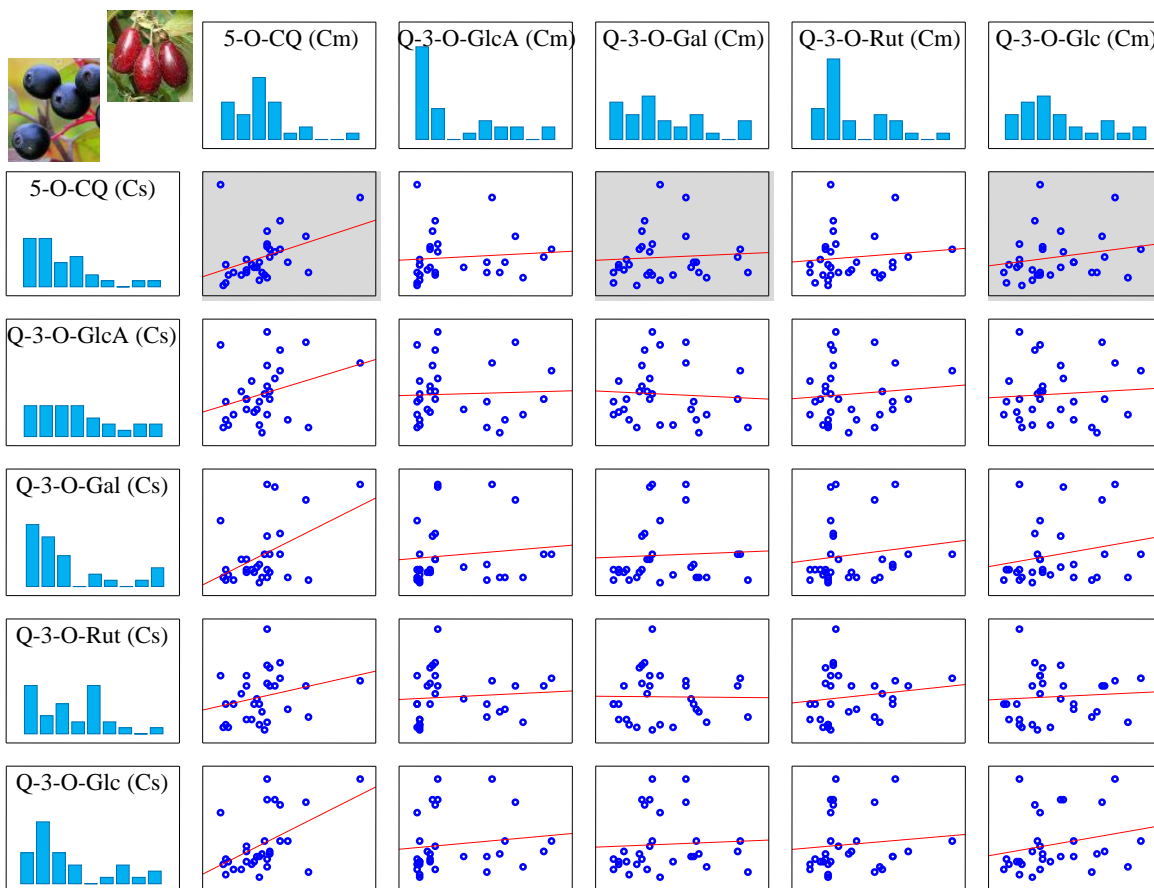 5-O-CQ (Cm)
Q-3-O-GlcA (Cm)
Q-3-O-Gal (Cm)
Q-3-O-Rut (Cm)
Q-3-O-Glc (Cm)
5-O-CQ (Cs)
Q-3-O-GlcA (Cs)
Q-3-O-Gal (Cs)
Q-3-O-Rut (Cs)
Q-3-O-Glc (Cs)